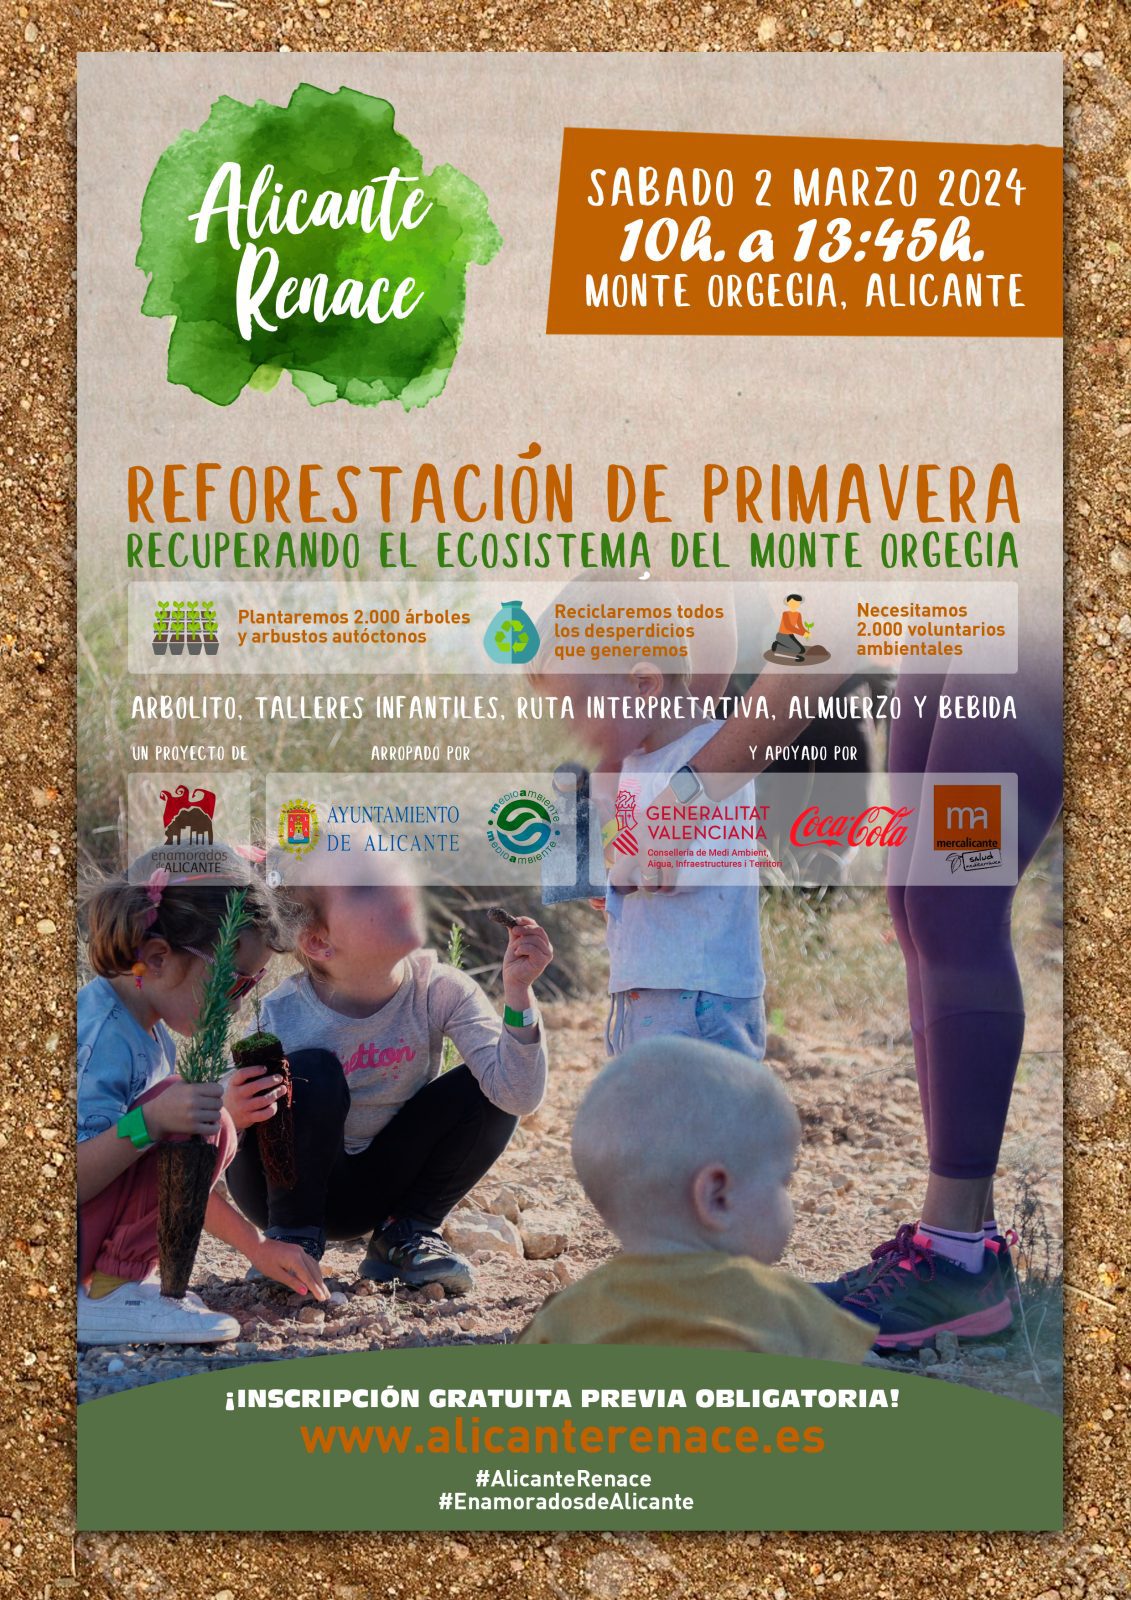 Alicante
Renace
SABADO 2 MARZO 2024
10h. a 13:45h.
MONTE ORGEGIA, ALICANTE
REFORESTACIÓN DE PRIMAVERA
RECUPERANDO EL ECOSISTEMA DEL MONTE ORGEGIA
Plantaremos 2.000 árboles
y arbustos autóctonos
Reciclaremos todos
los desperdicios
que generemos
Necesitamos
2.000 voluntarios
ambientales
ARBOLITO, TALLERES INFANTILES, RUTA INTERPRETATIVA, ALMUERZO Y BEBIDA
UN PROYECTO DE
ARROPADO POR
Y APOYADO POR
enamorados
deALICANTE
AYUNTAMIENTO
DE ALICANTE
medioambiente
medioambiente
GENERALITAT
VALENCIANA
Conselleria de Medi Ambient,
Aigua, Infraestructures i Territori
Coca-Cola
ma
mercalicante
salud
mediterránea
¡INSCRIPCIÓN GRATUITA PREVIA OBLIGATORIA!
www.alicanterenace.es
#AlicanteRenace
#EnamoradosdeAlicante